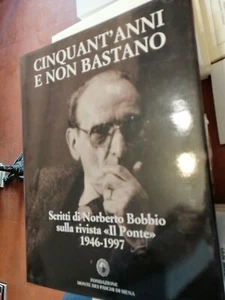 CINQUANT'ANNI
E NON BASTANO
Scritti di Norberto Bobbio
sulla rivista «Il Ponte»
1946-1997
FONDAZIONE
MONTE DEI PASCHI DI SIENA